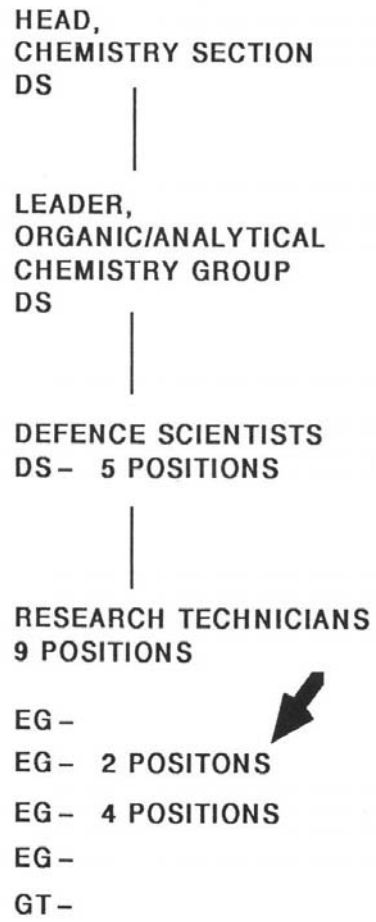 HEAD,
CHEMISTRY SECTION
DS
LEADER,
ORGANIC/ANALYTICAL
CHEMISTRY GROUP
DS
DEFENCE SCIENTISTS
DS– 5 POSITIONS
RESEARCH TECHNICIANS
9 POSITIONS
EG–
EG– 2 POSITONS
EG– 4 POSITIONS
EG–
GT–